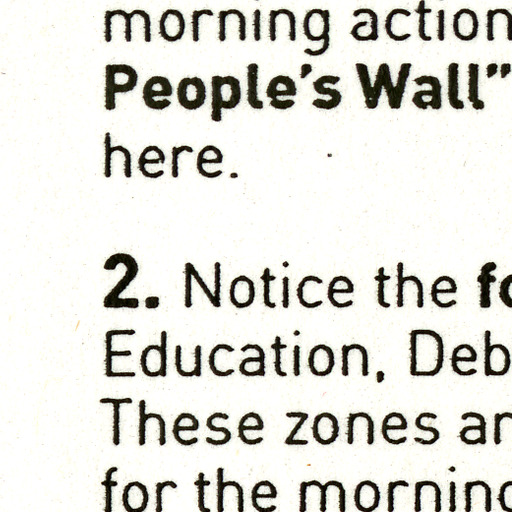 morning action
People's Wall”
here.
2. Notice the fo
Education, Deb
These zones ar
for the morning